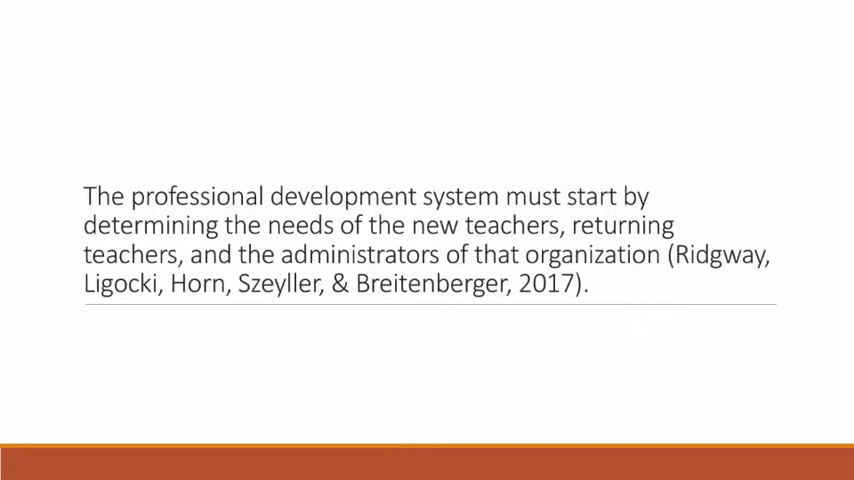 The professional development system must start by
determining the needs of the new teachers, returning
teachers, and the administrators of that organization (Ridgway,
Ligocki, Horn, Szeyller, & Breitenberger, 2017).